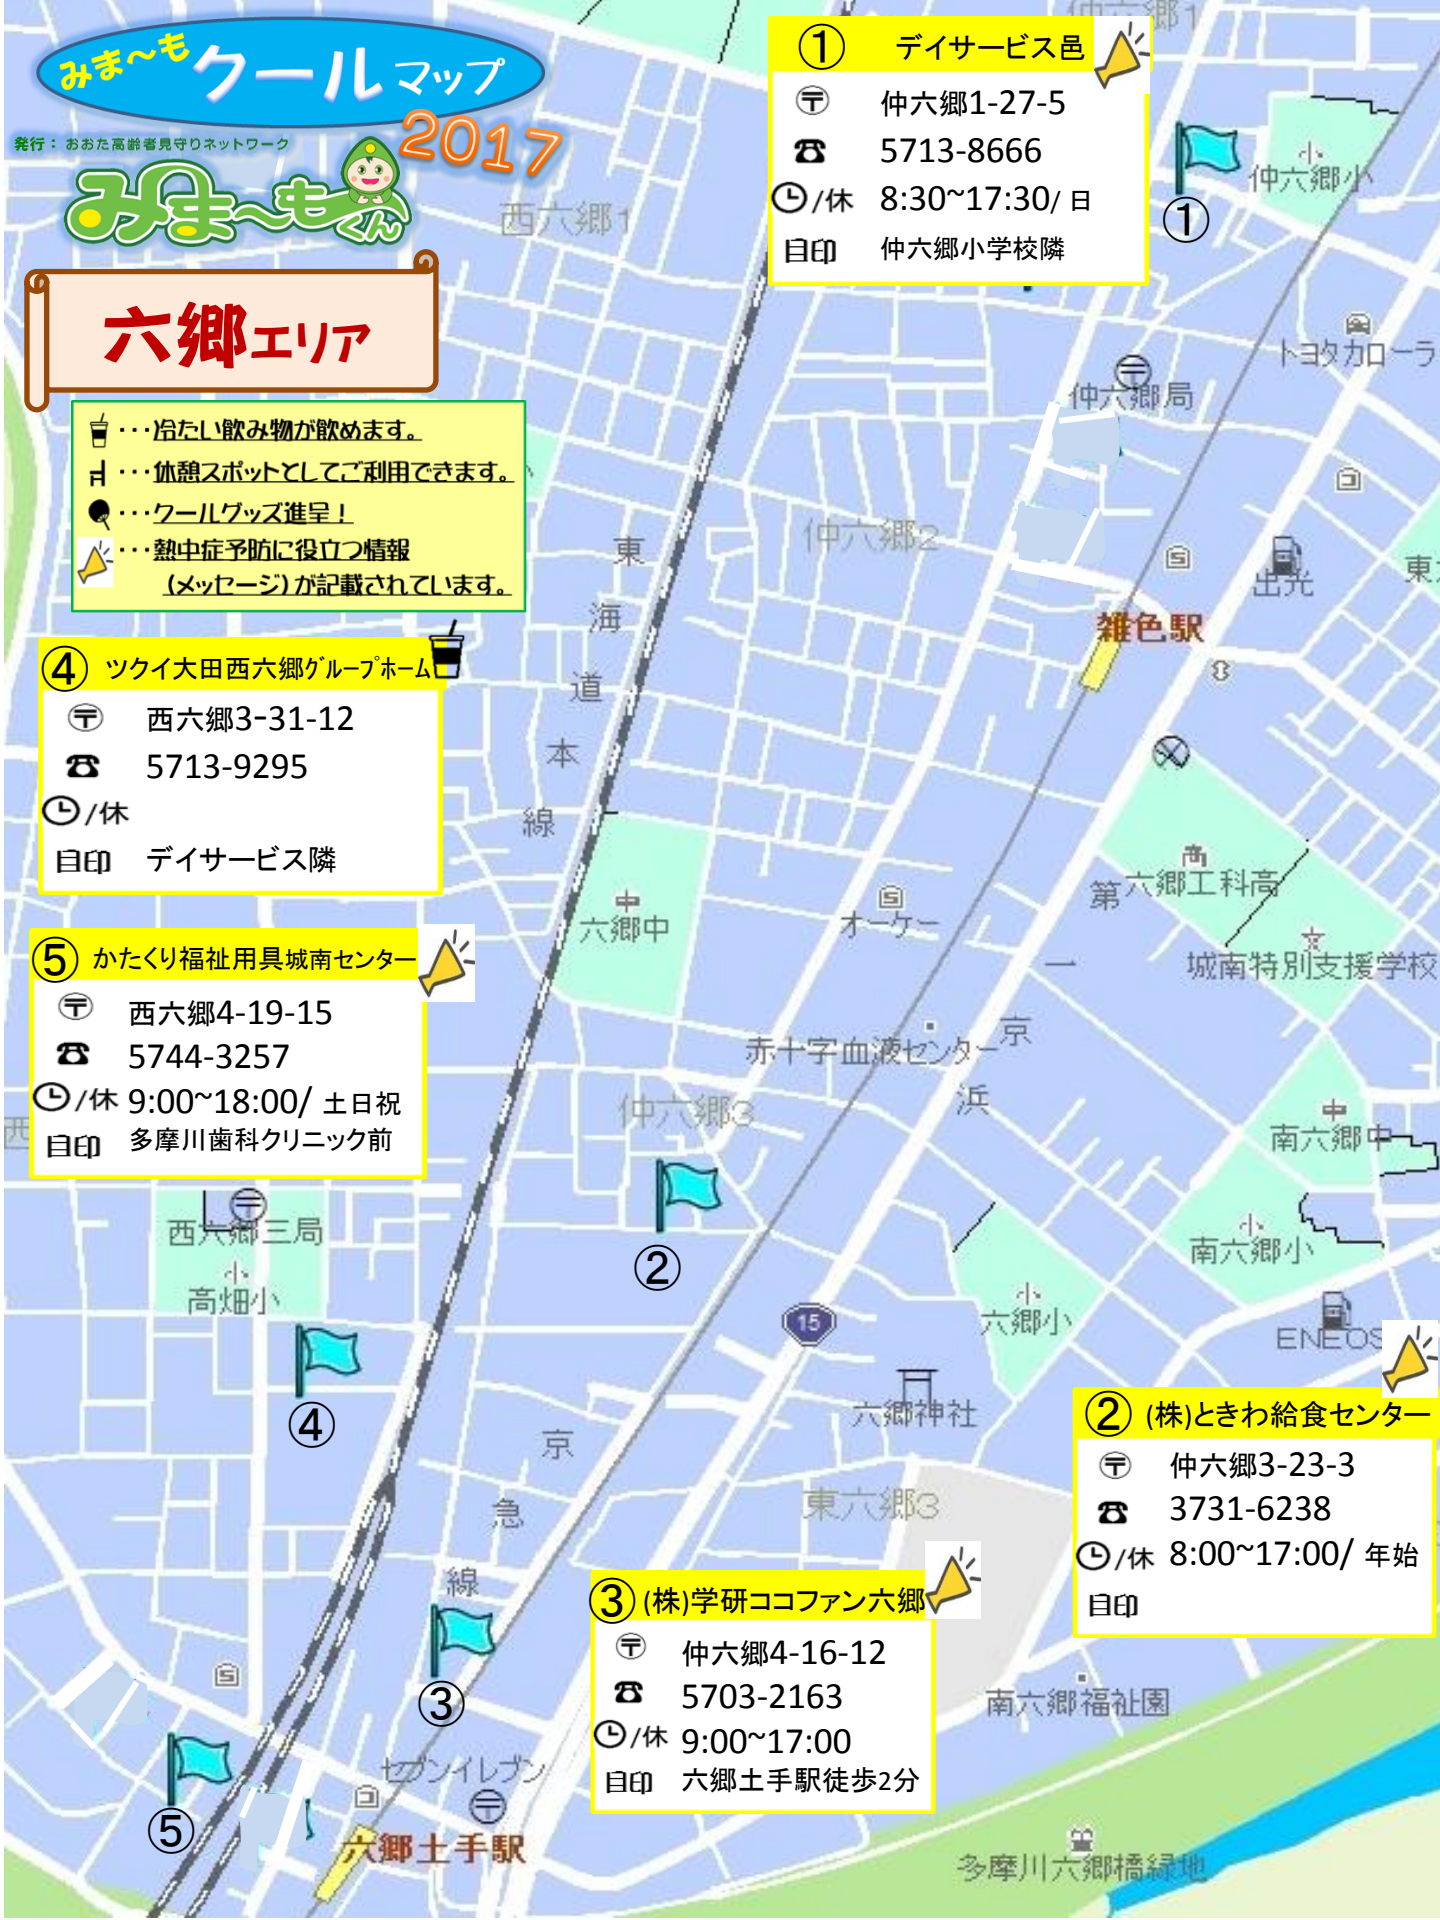 みま～も クール マップ
2017
発行：おおた高齢者見守りネットワーク
みま～もくん
六郷エリア
･･･冷たい飲み物が飲めます。
･･･休憩スポットとしてご利用できます。
･･･クールグッズ進呈！
･･･熱中症予防に役立つ情報
(メッセージ)が記載されています。
① デイサービス邑
〒 仲六郷1-27-5
☎ 5713-8666
/休 8:30~17:30/ 日
目印 仲六郷小学校隣
④ ツクイ大田西六郷グループホーム
〒 西六郷3-31-12
☎ 5713-9295
/休
目印 デイサービス隣
⑤ かたくり福祉用具城南センター
〒 西六郷4-19-15
☎ 5744-3257
/休 9:00~18:00/ 土日祝
目印 多摩川歯科クリニック前
② (株)ときわ給食センター
〒 仲六郷3-23-3
☎ 3731-6238
/休 8:00~17:00/ 年始
目印
③ (株)学研ココファン六郷
〒 仲六郷4-16-12
☎ 5703-2163
/休 9:00~17:00
目印 六郷土手駅徒歩2分
仲六郷1
西六郷1
小
仲六郷小
①
トヨタカローラ
〒
仲六郷局
仲六郷2
S
出光
雑色駅
東海道本線
中
六郷中
S
オーケー
商
第
六郷工科高
文
城南特別支援学校
一京浜
赤十字血液センター
仲六郷3
中
南六郷中
小
南六郷小
②
〒
西六郷三局
小
高畑小
15
小
六郷小
ENEOS
④
六郷神社
京急線
東六郷3
③
S
⑤
セブンイレブン
〒
六郷土手駅
南六郷福祉園
多摩川六郷橋緑地